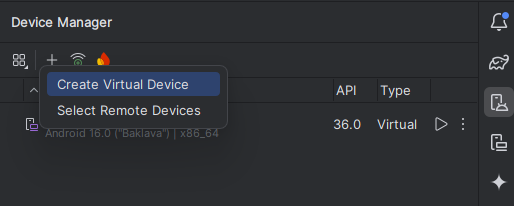 Device Manager
Create Virtual Device
Select Remote Devices
API
Type
Android 16.0 ("Baklava") | x86_64
36.0
Virtual